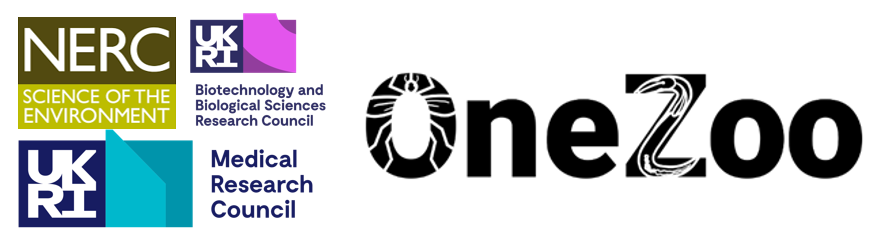 NERC
SCIENCE OF THE
ENVIRONMENT
UK
RI
Biotechnology and
Biological Sciences
Research Council
UK
RI
Medical
Research
Council
OneZoo